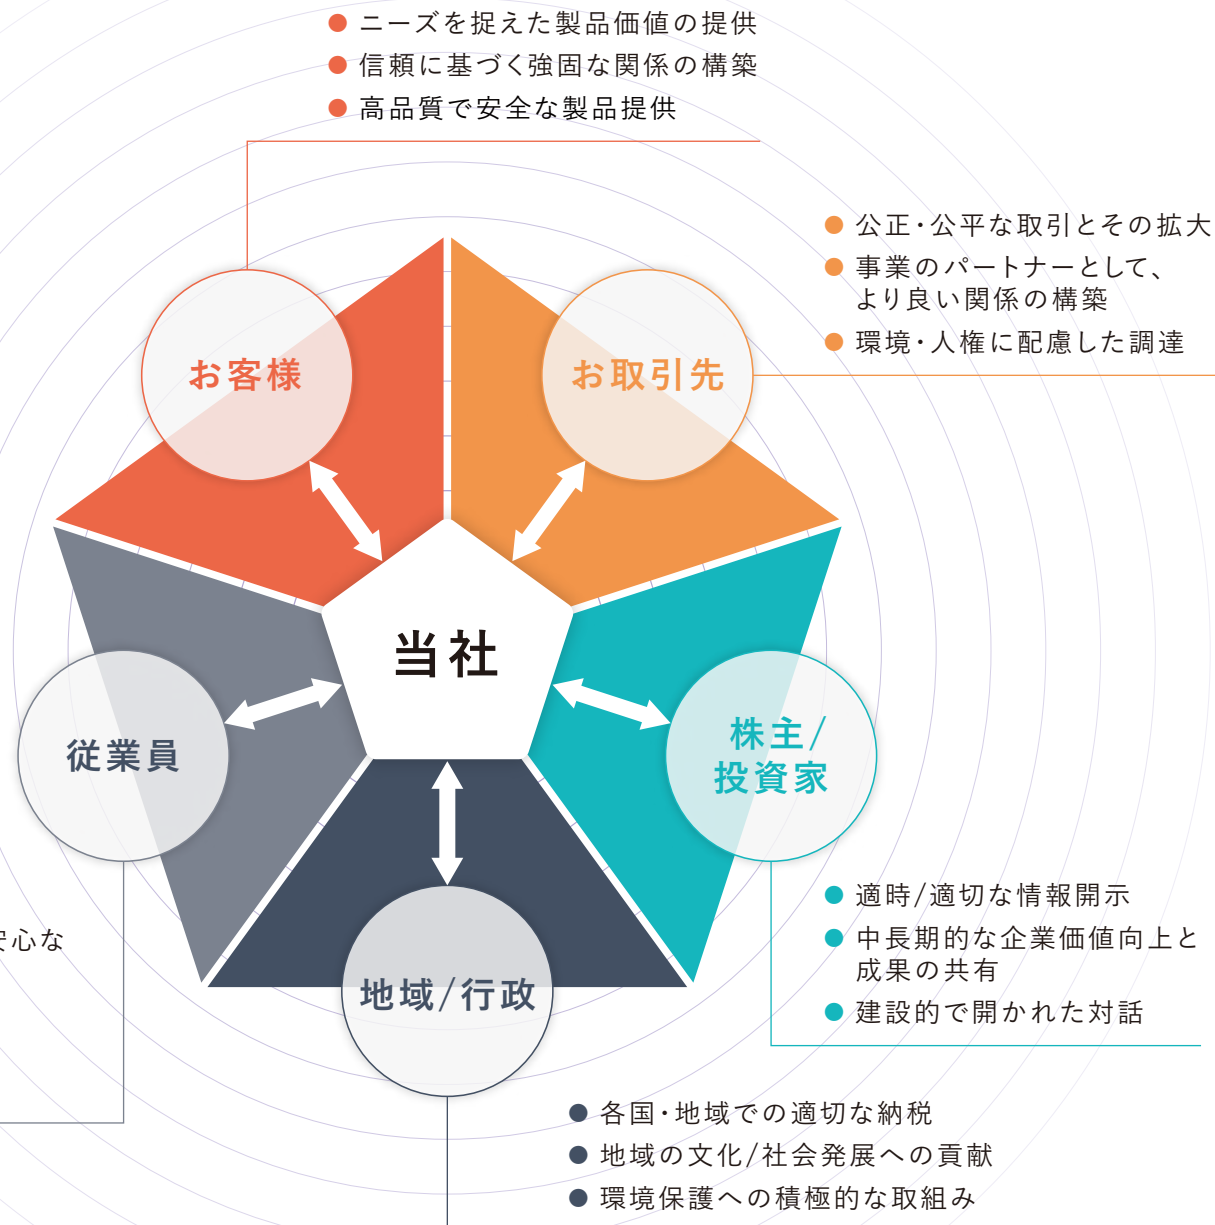 ニーズを捉えた製品価値の提供
信頼に基づく強固な関係の構築
高品質で安全な製品提供
公正・公平な取引とその拡大
事業のパートナーとして、
より良い関係の構築
環境・人権に配慮した調達
お客様
お取引先
当社
従業員
株主/
投資家
地域/行政
心な
適時/適切な情報開示
中長期的な企業価値向上と
成果の共有
建設的で開かれた対話
各国・地域での適切な納税
地域の文化/社会発展への貢献
環境保護への積極的な取組み